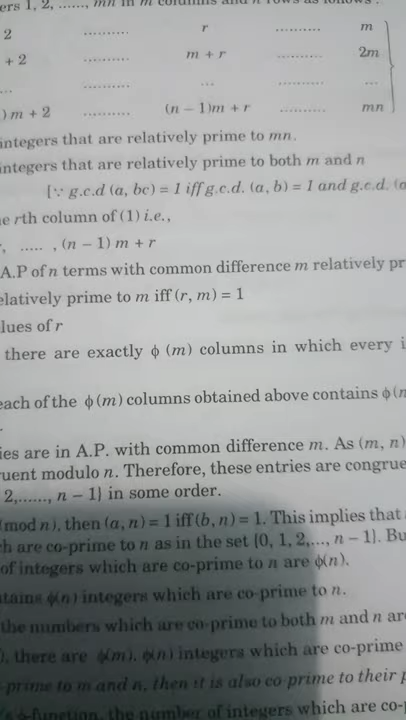 ers 1, 2, ......, mn in m columns and n rows as follows :
2 .......... r .......... m
+ 2 .......... m + r .......... 2m
... .......... ... .......... ...
) m + 2 .......... (n – 1)m + r .......... mn
integers that are relatively prime to mn.
integers that are relatively prime to both m and n
[∵ g.c.d (a, bc) = 1 iff g.c.d. (a, b) = 1 and g.c.d. (a
e rth column of (1) i.e.,
, ..... , (n – 1) m + r
A.P of n terms with common difference m relatively pr
elatively prime to m iff (r, m) = 1
lues of r
there are exactly ϕ (m) columns in which every i
each of the ϕ (m) columns obtained above contains ϕ (n
.
ies are in A.P. with common difference m. As (m, n)
ruent modulo n. Therefore, these entries are congrue
2,......, n – 1} in some order.
(mod n), then (a, n) = 1 iff (b, n) = 1. This implies that
h are co-prime to n as in the set {0, 1, 2,..., n – 1}. Bu
of integers which are co-prime to n are ϕ(n).
ntains ϕ(n) integers which are co-prime to n.
the numbers which are co-prime to both m and n are
), there are ϕ(m). ϕ(n) integers which are co-prime
-prime to m and n, then it is also co-prime to their p
ϕ-function, the number of integers which are co-p